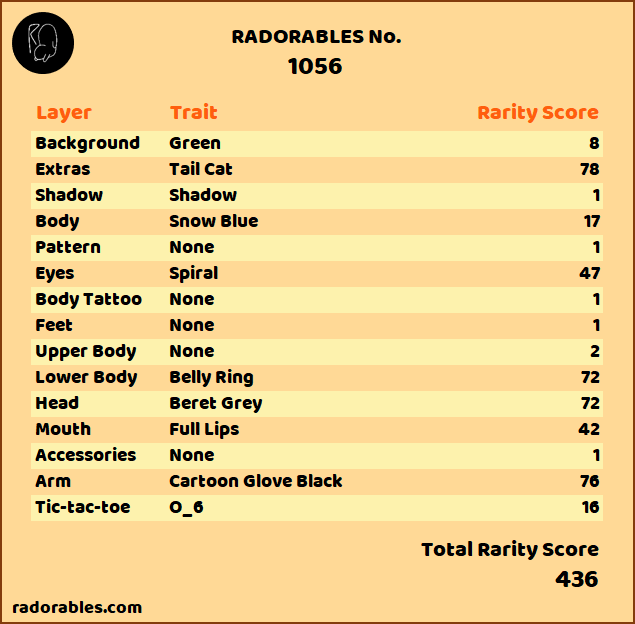 RADORABLES No.
1056
Layer Trait Rarity Score
Background Green 8
Extras Tail Cat 78
Shadow Shadow 1
Body Snow Blue 17
Pattern None 1
Eyes Spiral 47
Body Tattoo None 1
Feet None 1
Upper Body None 2
Lower Body Belly Ring 72
Head Beret Grey 72
Mouth Full Lips 42
Accessories None 1
Arm Cartoon Glove Black 76
Tic-tac-toe O_6 16
Total Rarity Score
436
radorables.com